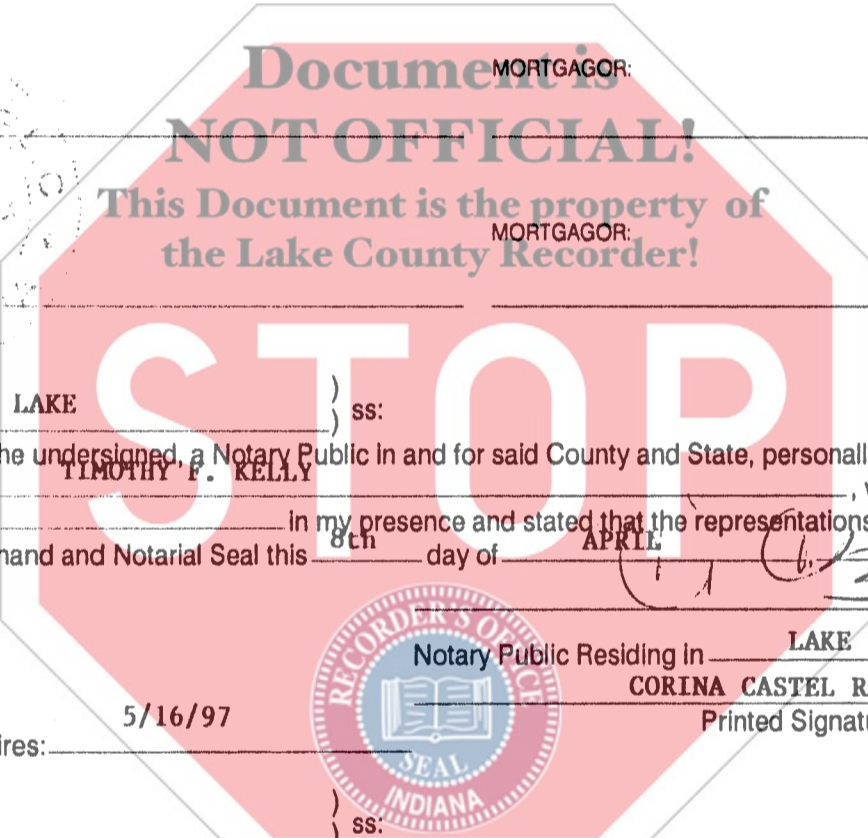 Document is
MORTGAGOR:
NOT OFFICIAL!
This Document is the property of
MORTGAGOR:
the Lake County Recorder!
STOP
LAKE ) ss:
he undersigned, a Notary Public in and for said County and State, personall
TIMOTHY F. KELLY
in my presence and stated that the representations
hand and Notarial Seal this 8th day of APRIL
RECORDER'S OFFICE
Notary Public Residing in LAKE
CORINA CASTEL R
5/16/97
Printed Signatu
ires:
SEAL
INDIANA
) ss: